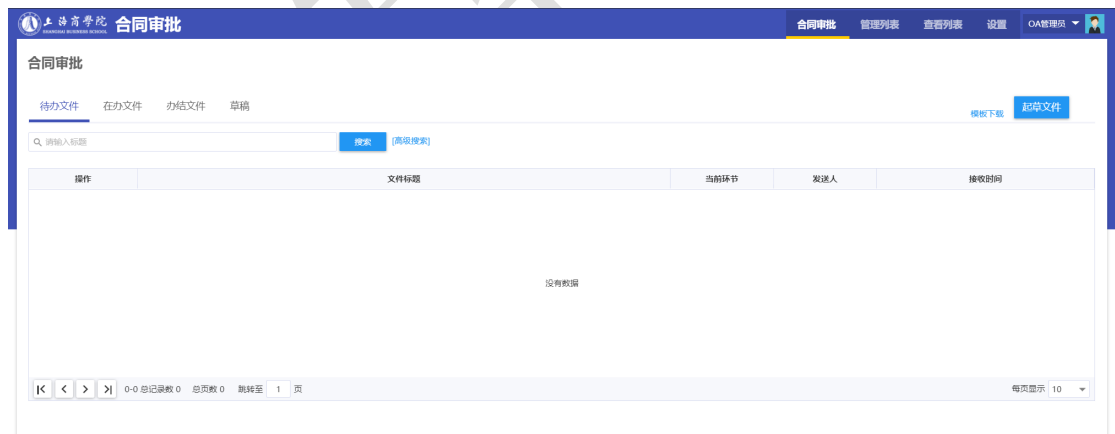 上海商学院 合同审批 合同审批 管理列表 查看列表 设置 OA管理员
SHANGHAI BUSINESS SCHOOL
合同审批
待办文件 在办文件 办结文件 草稿 模板下载 起草文件
请输入标题 搜索 [高级搜索]
操作 文件标题 当前环节 发送人 接收时间
没有数据
0-0 总记录数 0 总页数 0 跳转至 1 页 每页显示 10